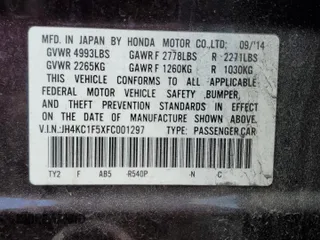 MFD. IN JAPAN BY HONDA MOTOR CO.,LTD: 09/'14
GVWR 4993LBS GAWR F 2778LBS R 2271LBS
GVWR 2265KG GAWR F 1260KG R 1030KG
THIS VEHICLE CONFORMS TO ALL APPLICABLE
FEDERAL MOTOR VEHICLE SAFETY ,BUMPER,
AND THEFT PREVENTION STANDARDS IN EFFECT ON
THE DATE OF MANUFACTURE SHOWN ABOVE.
V.I.N.:JH4KC1F5XFC001297 TYPE: PASSENGER CAR
TY2 F AB5 R540P N C